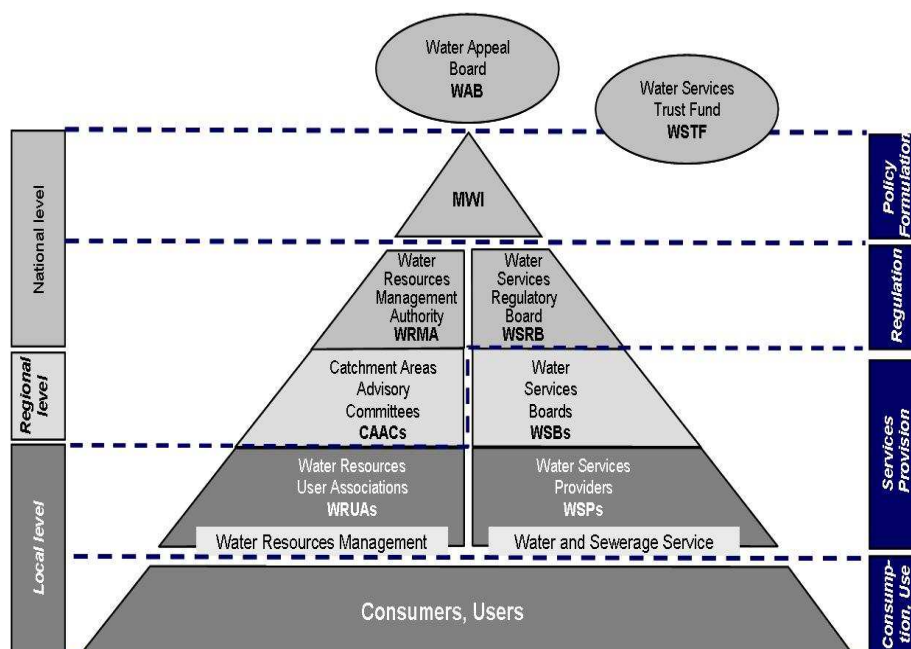 Water Appeal
Board
WAB
Water Services
Trust Fund
WSTF
National level
Regional
level
Local level
MWI
Water
Resources
Management
Authority
WRMA
Water
Services
Regulatory
Board
WSRB
Catchment Areas
Advisory
Committees
CAACs
Water
Services
Boards
WSBs
Water Resources
User Associations
WRUAs
Water Services
Providers
WSPs
Water Resources Management
Water and Sewerage Service
Consumers, Users
Policy
Formulation
Regulation
Services
Provision
Consump-
tion, Use